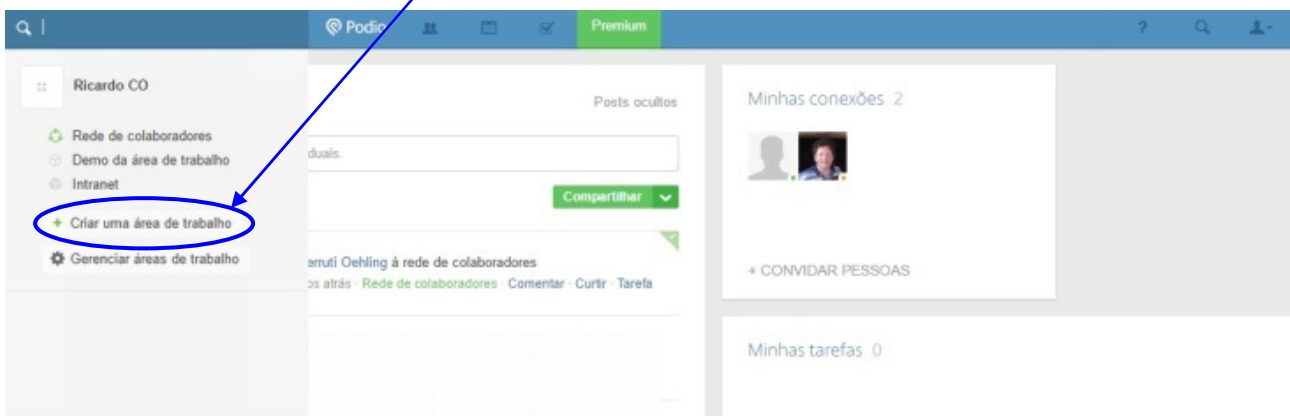 Podio Premium ?
Ricardo CO
Rede de colaboradores
Demo da área de trabalho
Intranet
+ Criar uma área de trabalho
Gerenciar áreas de trabalho
Posts ocultos
duais.
Compartilhar
Oehling à rede de colaboradores
atrás · Rede de colaboradores · Comentar · Curtir · Tarefa
Minhas conexões 2
+ CONVIDAR PESSOAS
Minhas tarefas 0